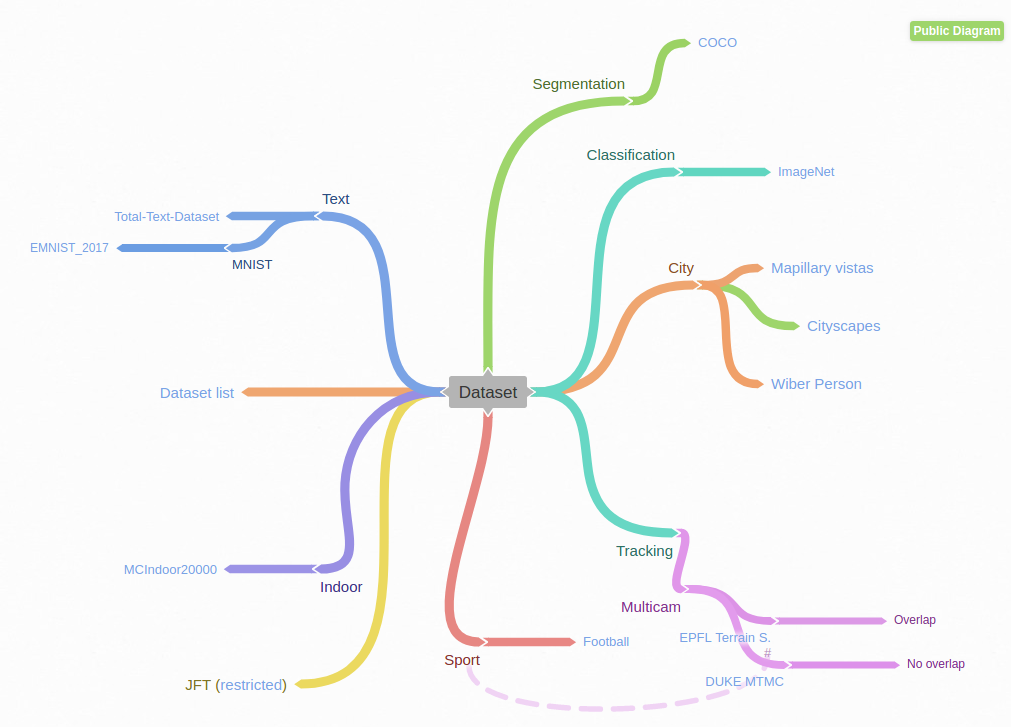 Public Diagram
COCO
Segmentation
Classification
ImageNet
Text
Total-Text-Dataset
EMNIST_2017
MNIST
City
Mapillary vistas
Cityscapes
Wiber Person
Dataset
Dataset list
Tracking
MCIndoor20000
Indoor
Multicam
Overlap
EPFL Terrain S.
#
Football
Sport
No overlap
DUKE MTMC
JFT (restricted)